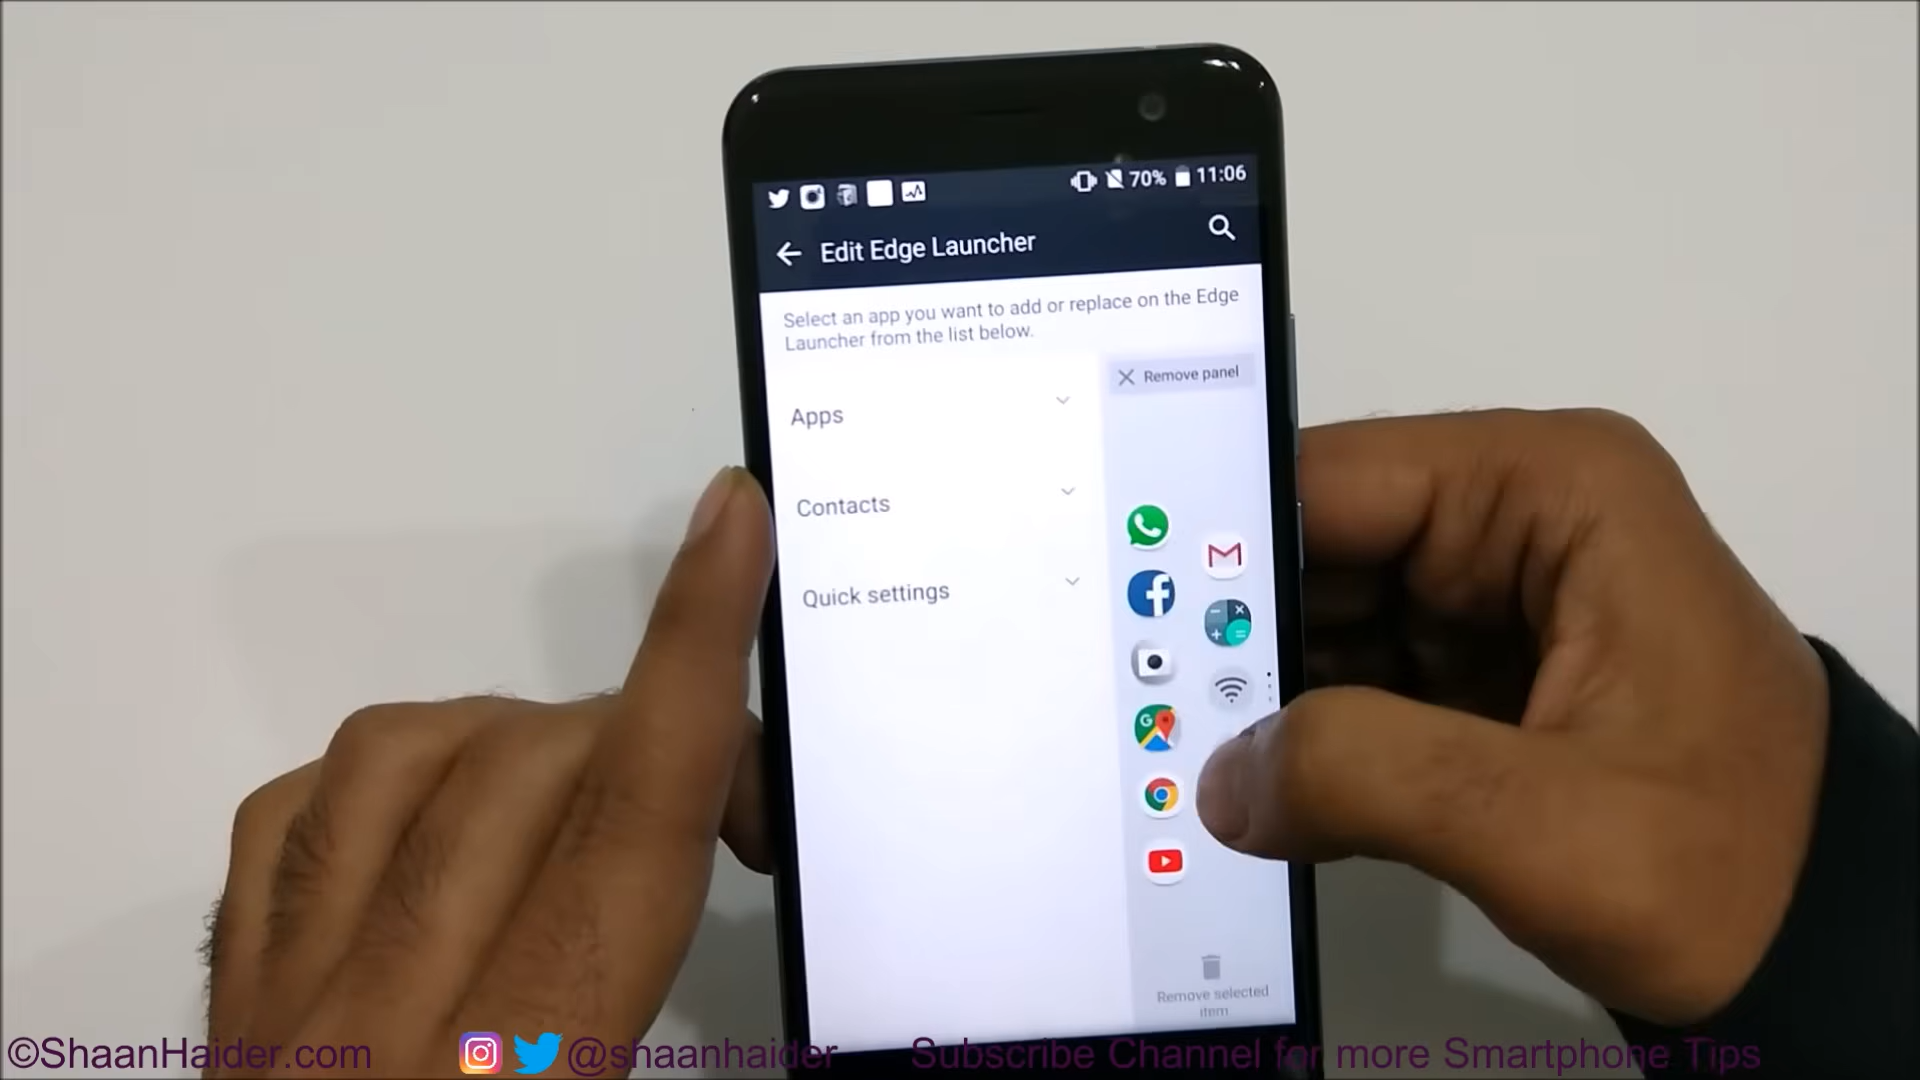 70% 11:06
Edit Edge Launcher
Select an app you want to add or replace on the Edge
Launcher from the list below.
Remove panel
Apps
Contacts
Quick settings
Remove selected
item
©ShaanHaider.com @shaanhaider Subscribe Channel for more Smartphone Tips